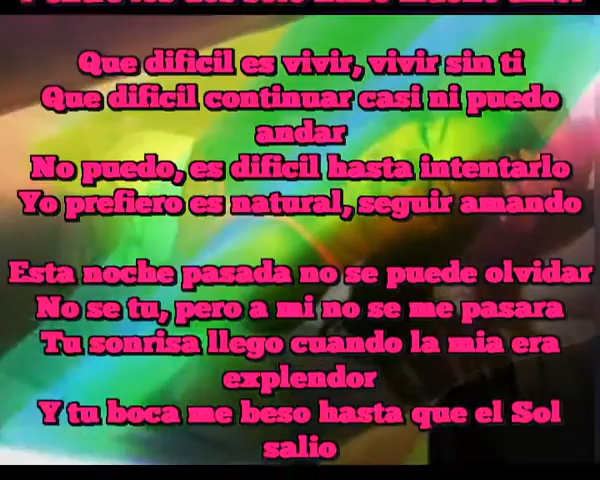 Que dificil es vivir, vivir sin ti
Que dificil continuar casi ni puedo
andar
No puedo, es dificil hasta intentarlo
Yo prefiero es natural, seguir amando
Esta noche pasada no se puede olvidar
No se tu, pero a mi no se me pasara
Tu sonrisa llego cuando la mia era
explendor
Y tu boca me beso hasta que el Sol
salio